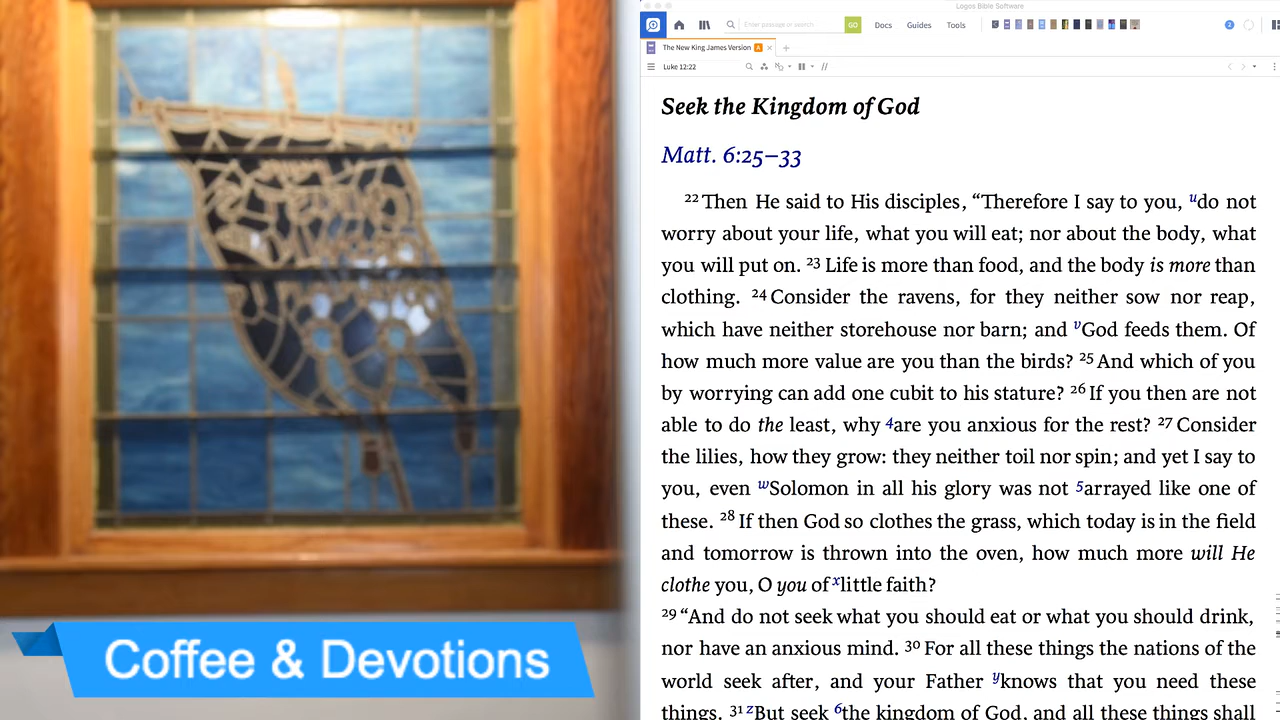 Coffee & Devotions
Logos Bible Software
Enter passage or search
GO
Docs
Guides
Tools
2
The New King James Version A
Luke 12:22
Seek the Kingdom of God
Matt. 6:25–33
22 Then He said to His disciples, “Therefore I say to you, u do not
worry about your life, what you will eat; nor about the body, what
you will put on. 23 Life is more than food, and the body is more than
clothing. 24 Consider the ravens, for they neither sow nor reap,
which have neither storehouse nor barn; and v God feeds them. Of
how much more value are you than the birds? 25 And which of you
by worrying can add one cubit to his stature? 26 If you then are not
able to do the least, why 4 are you anxious for the rest? 27 Consider
the lilies, how they grow: they neither toil nor spin; and yet I say to
you, even w Solomon in all his glory was not 5 arrayed like one of
these. 28 If then God so clothes the grass, which today is in the field
and tomorrow is thrown into the oven, how much more will He
clothe you, O you of x little faith?
29 “And do not seek what you should eat or what you should drink,
nor have an anxious mind. 30 For all these things the nations of the
world seek after, and your Father y knows that you need these
things. 31 z But seek 6 the kingdom of God, and all these things shall